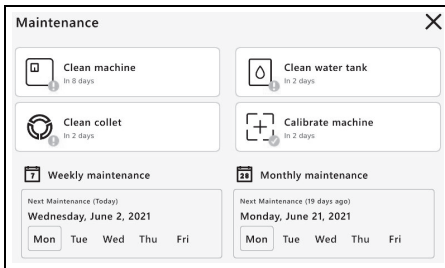 Maintenance
Clean machine
In 8 days
Clean water tank
In 2 days
Clean collet
In 2 days
Calibrate machine
In 2 days
7 Weekly maintenance
28 Monthly maintenance
Next Maintenance (Today)
Wednesday, June 2, 2021
Mon Tue Wed Thu Fri
Next Maintenance (19 days ago)
Monday, June 21, 2021
Mon Tue Wed Thu Fri